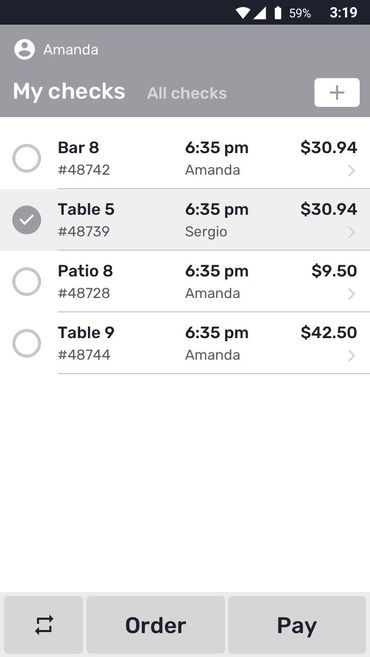 59% 3:19
Amanda
My checks All checks
Bar 8 6:35 pm $30.94
#48742 Amanda
Table 5 6:35 pm $30.94
#48739 Sergio
Patio 8 6:35 pm $9.50
#48728 Amanda
Table 9 6:35 pm $42.50
#48744 Amanda
Order Pay